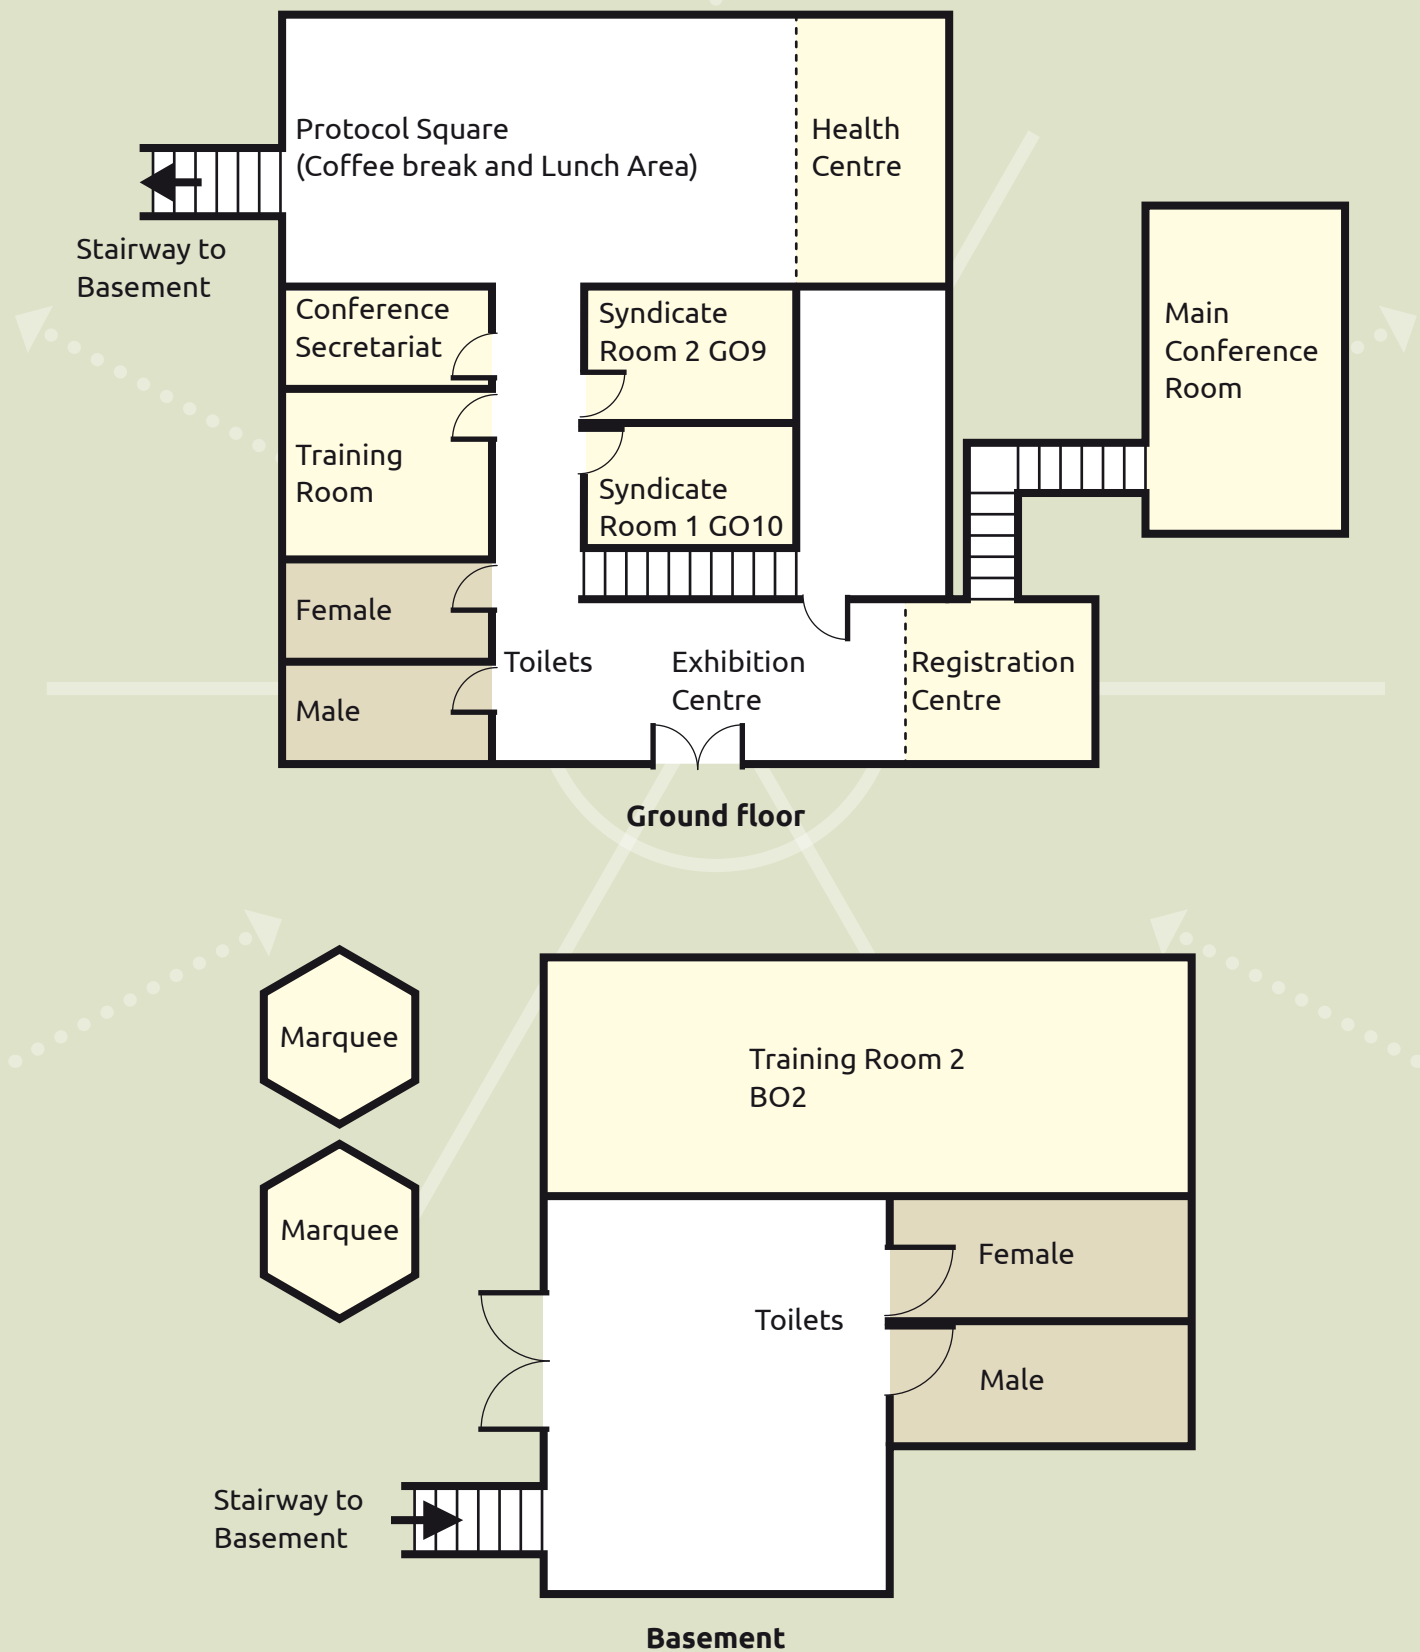 Protocol Square
(Coffee break and Lunch Area)
Health
Centre
Stairway to
Basement
Conference
Secretariat
Syndicate
Room 2 GO9
Main
Conference
Room
Training
Room
Syndicate
Room 1 GO10
Female
Toilets
Exhibition
Centre
Registration
Centre
Male
Ground floor
Marquee
Training Room 2
BO2
Marquee
Female
Toilets
Male
Stairway to
Basement
Basement